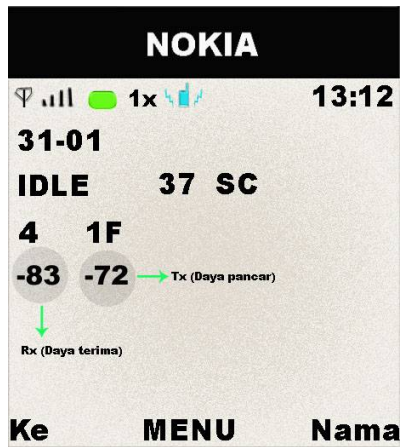 NOKIA
1x 13:12
31-01
IDLE 37 SC
4 1F
-83 -72 Tx (Daya pancar)
Rx (Daya terima)
Ke MENU Nama